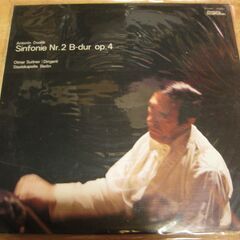 Antonín Dvořák
Sinfonie Nr. 2 B-dur op. 4
Otmar Suitner / Dirigent
Staatskapelle Berlin